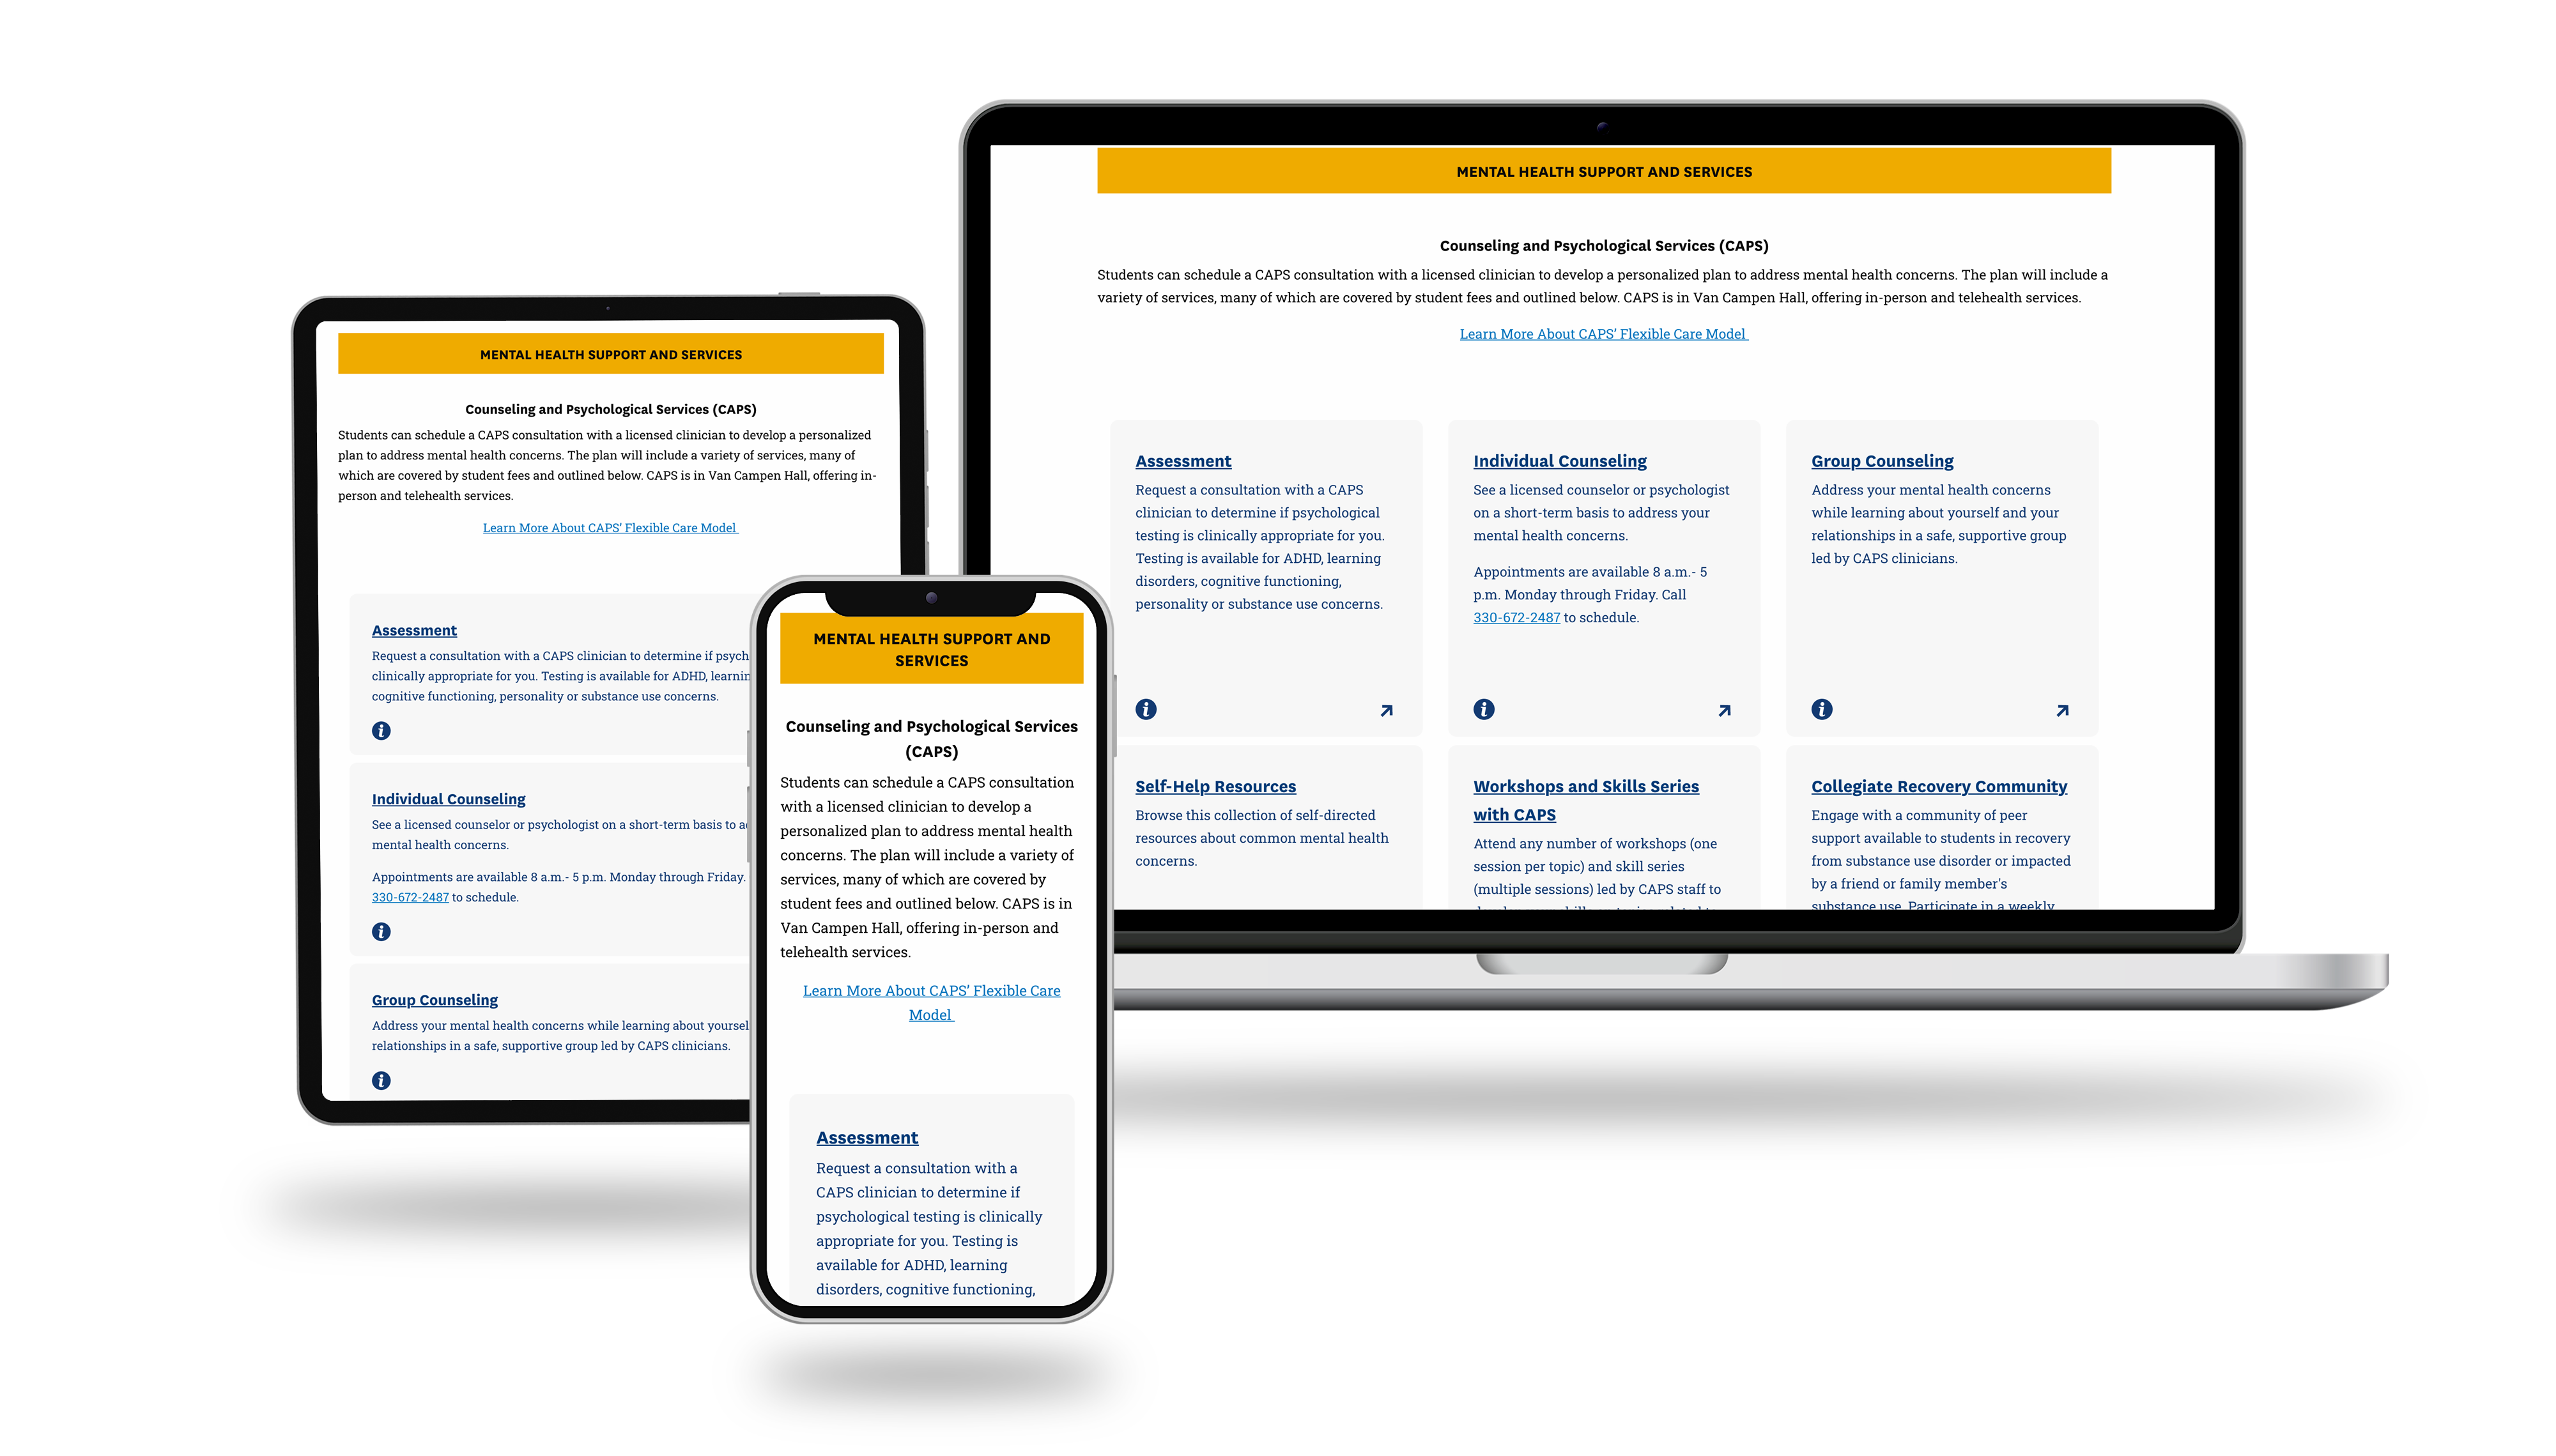 MENTAL HEALTH SUPPORT AND SERVICES
Counseling and Psychological Services (CAPS)
Students can schedule a CAPS consultation with a licensed clinician to develop a personalized
plan to address mental health concerns. The plan will include a variety of services, many of
which are covered by student fees and outlined below. CAPS is in Van Campen Hall, offering in-
person and telehealth services.
Learn More About CAPS’ Flexible Care Model
Assessment
Request a consultation with a CAPS clinician to determine if
clinically appropriate for you. Testing is available for ADHD,
cognitive functioning, personality or substance use concerns.
Individual Counseling
See a licensed counselor or psychologist on a short-term basis to
mental health concerns.
Appointments are available 8 a.m.- 5 p.m. Monday through Friday.
330-672-2487 to schedule.
Group Counseling
Address your mental health concerns while learning about
relationships in a safe, supportive group led by CAPS clinicians.
MENTAL HEALTH SUPPORT AND
SERVICES
Counseling and Psychological Services
(CAPS)
Students can schedule a CAPS consultation
with a licensed clinician to develop a
personalized plan to address mental health
concerns. The plan will include a variety of
services, many of which are covered by
student fees and outlined below. CAPS is in
Van Campen Hall, offering in-person and
telehealth services.
Learn More About CAPS’ Flexible Care
Model
Assessment
Request a consultation with a
CAPS clinician to determine if
psychological testing is clinically
appropriate for you. Testing is
available for ADHD, learning
disorders, cognitive functioning,
MENTAL HEALTH SUPPORT AND SERVICES
Counseling and Psychological Services (CAPS)
Students can schedule a CAPS consultation with a licensed clinician to develop a personalized plan to address mental health concerns. The plan will include a
variety of services, many of which are covered by student fees and outlined below. CAPS is in Van Campen Hall, offering in-person and telehealth services.
Learn More About CAPS’ Flexible Care Model
Assessment
Request a consultation with a CAPS
clinician to determine if psychological
testing is clinically appropriate for you.
Testing is available for ADHD, learning
disorders, cognitive functioning,
personality or substance use concerns.
Individual Counseling
See a licensed counselor or psychologist
on a short-term basis to address your
mental health concerns.
Appointments are available 8 a.m.- 5
p.m. Monday through Friday. Call
330-672-2487 to schedule.
Group Counseling
Address your mental health concerns
while learning about yourself and your
relationships in a safe, supportive group
led by CAPS clinicians.
Self-Help Resources
Browse this collection of self-directed
resources about common mental health
concerns.
Workshops and Skills Series
with CAPS
Attend any number of workshops (one
session per topic) and skill series
(multiple sessions) led by CAPS staff to
Collegiate Recovery Community
Engage with a community of peer
support available to students in recovery
from substance use disorder or impacted
by a friend or family member's
substance use. Participate in a weekly